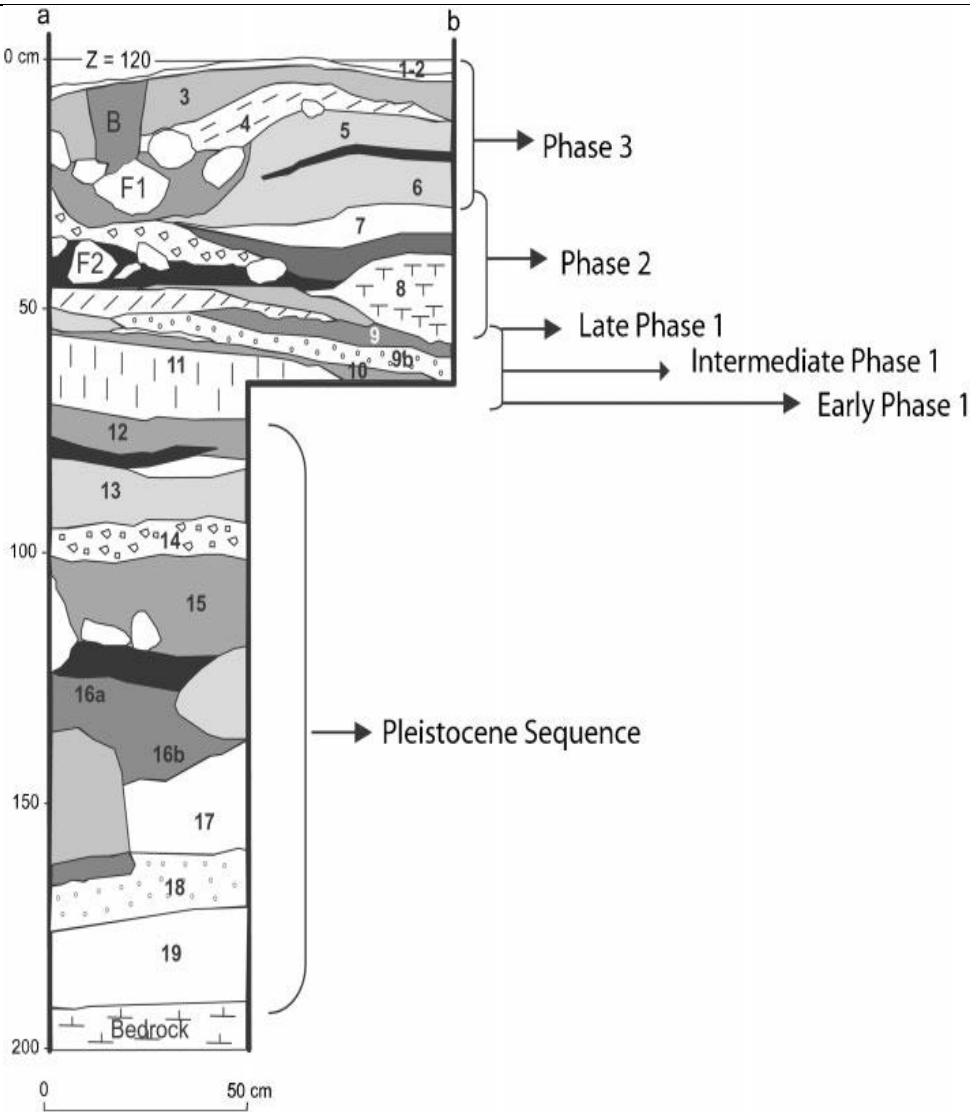 a
b
0 cm
Z = 120
1-2
3
B
4
5
Phase 3
F1
6
7
Phase 2
F2
8
50
Late Phase 1
9
9b
Intermediate Phase 1
11
10
Early Phase 1
12
13
14
100
15
16a
Pleistocene Sequence
16b
150
17
18
19
Bedrock
200
0
50 cm